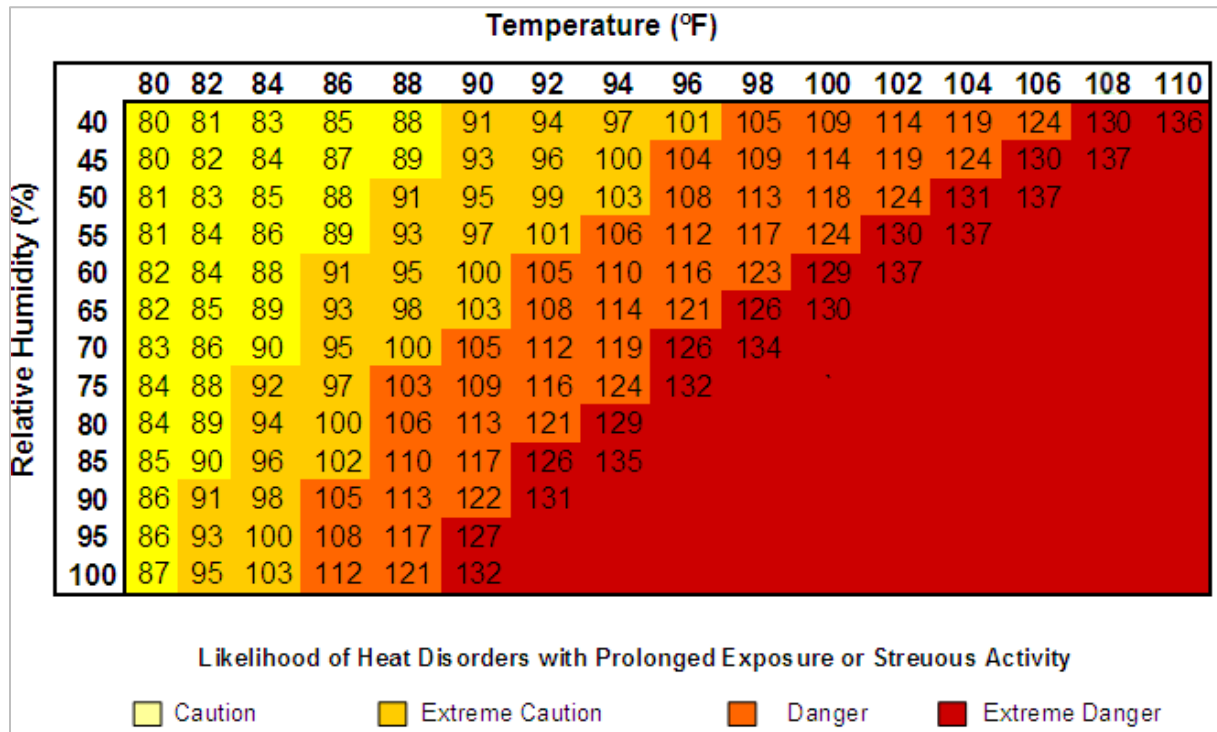 Temperature (°F)
80 82 84 86 88 90 92 94 96 98 100 102 104 106 108 110
Relative Humidity (%)
40 80 81 83 85 88 91 94 97 101 105 109 114 119 124 130 136
45 80 82 84 87 89 93 96 100 104 109 114 119 124 130 137
50 81 83 85 88 91 95 99 103 108 113 118 124 131 137
55 81 84 86 89 93 97 101 106 112 117 124 130 137
60 82 84 88 91 95 100 105 110 116 123 129 137
65 82 85 89 93 98 103 108 114 121 126 130
70 83 86 90 95 100 105 112 119 126 134
75 84 88 92 97 103 109 116 124 132
80 84 89 94 100 106 113 121 129
85 85 90 96 102 110 117 126 135
90 86 91 98 105 113 122 131
95 86 93 100 108 117 127
100 87 95 103 112 121 132
Likelihood of Heat Disorders with Prolonged Exposure or Streuous Activity
Caution Extreme Caution Danger Extreme Danger